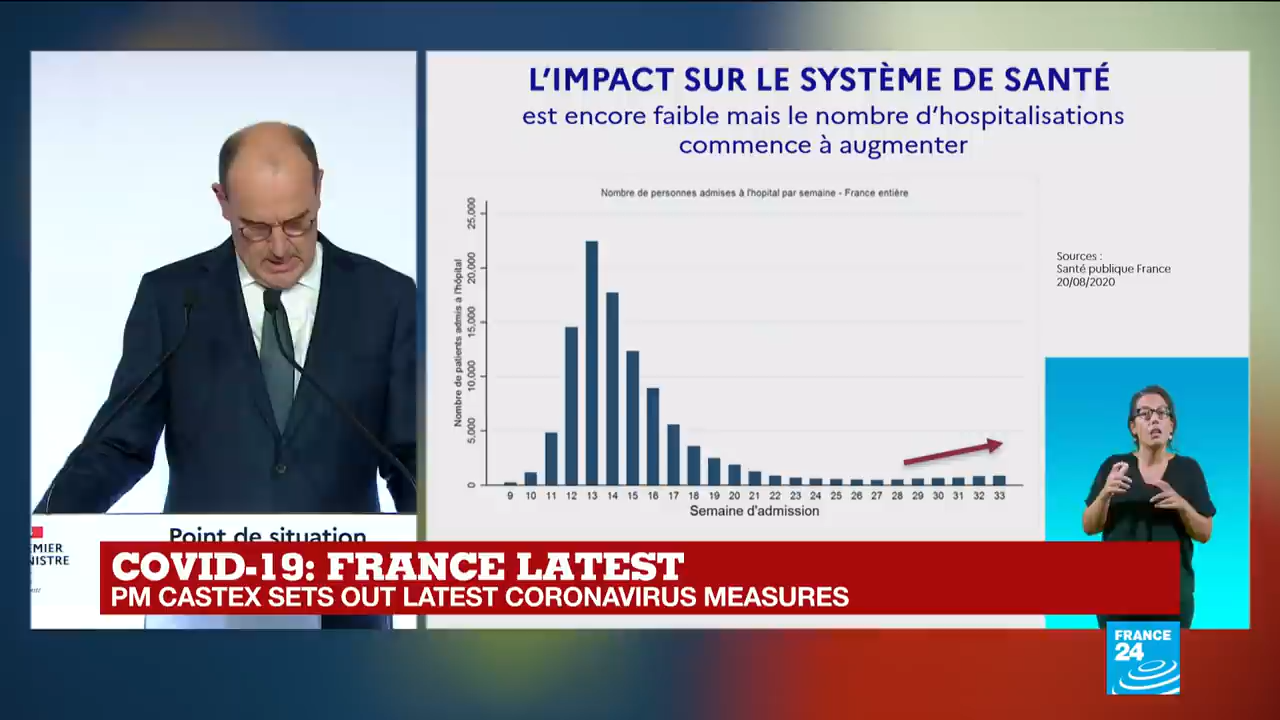 L'IMPACT SUR LE SYSTÈME DE SANTÉ
est encore faible mais le nombre d'hospitalisations
commence à augmenter
Nombre de personnes admises à l'hopital par semaine - France entière
Nombre de patients admis à l'hôpital
25,000
20,000
15,000
10,000
5,000
0
9 10 11 12 13 14 15 16 17 18 19 20 21 22 23 24 25 26 27 28 29 30 31 32 33
Semaine d'admission
Sources :
Santé publique France
20/08/2020
Point de situation
EMIER
NISTRE
COVID-19: FRANCE LATEST
PM CASTEX SETS OUT LATEST CORONAVIRUS MEASURES
FRANCE
24